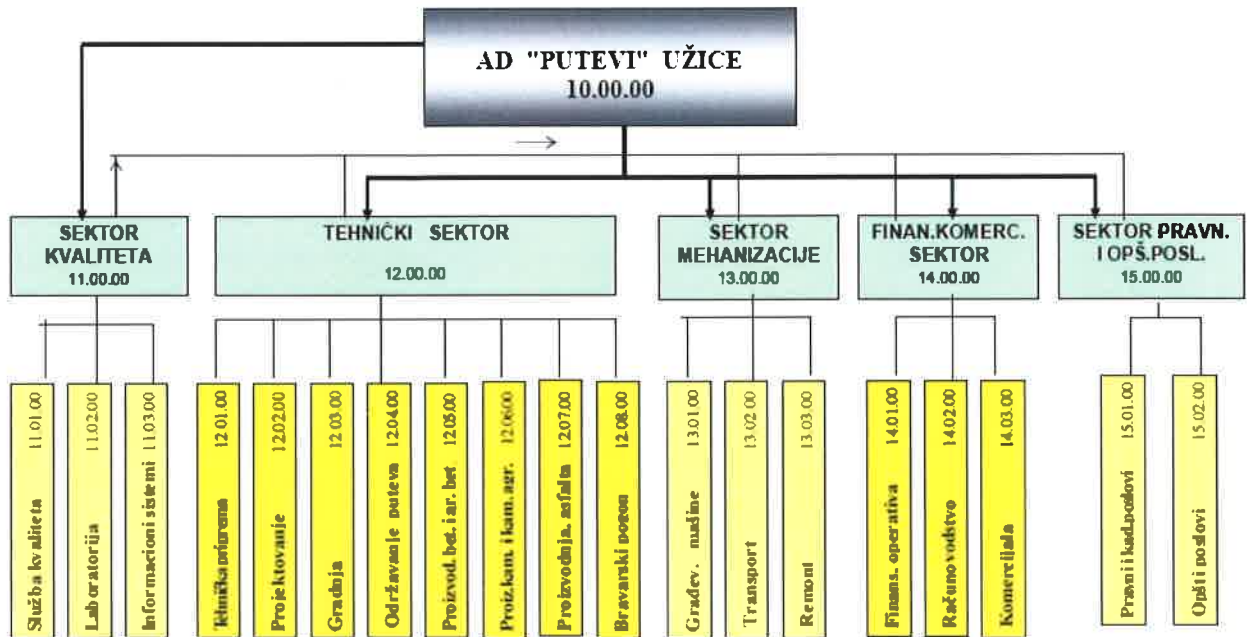 AD "PUTEVI" UŽICE
10.00.00
SEKTOR
KVALITETA
11.00.00
TEHNIČKI SEKTOR
12.00.00
SEKTOR
MEHANIZACIJE
13.00.00
FINAN.KOMERC.
SEKTOR
14.00.00
SEKTOR PRAVN.
I OPŠ.POSL.
15.00.00
Služba kvaliteta 11.01.00
Laboratorija 11.02.00
Informacioni sistemi 11.03.00
Tehnička priprema 12.01.00
Projektovanje 12.02.00
Gradnja 12.03.00
Održavanje puteva 12.04.00
Proizvod. bet. i ar. bet. 12.05.00
Proiz.kam. i kam. agr. 12.06.00
Proizvodnja. asfalta 12.07.00
Bravarski pogon 12.08.00
Građev. mašine 13.01.00
Transport 13.02.00
Remont 13.03.00
Finans. operativa 14.01.00
Računovodstvo 14.02.00
Komercijala 14.03.00
Pravni i kad.poslovi 15.01.00
Opšti poslovi 15.02.00